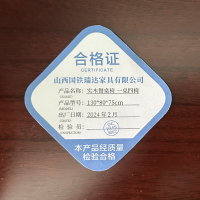 合格证
CERTIFICATE
山西国铁瑞达家具有限公司
产品名称: 实木餐桌椅 一桌四椅
产品型号: 130*80*75cm
出厂日期: 2024年2月
检验员:
本产品经质量
检验合格